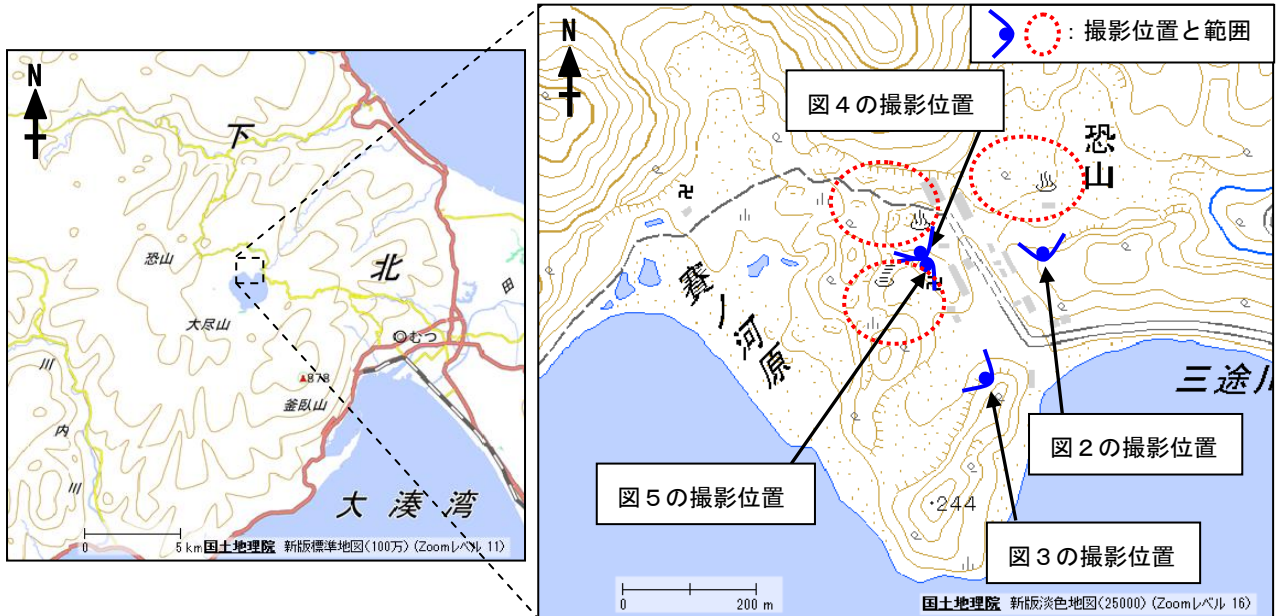 N
下
北
恐山
大尽山
むつ
878
釜臥山
川
内
川
田
大湊湾
0 5 km
国土地理院 新版標準地図(100万) (Zoomレベル 11)
N
: 撮影位置と範囲
図4の撮影位置
恐山
賽ノ河原
三途川
図2の撮影位置
図5の撮影位置
図3の撮影位置
・244
0 200 m
国土地理院 新版淡色地図(25000) (Zoomレベル 16)